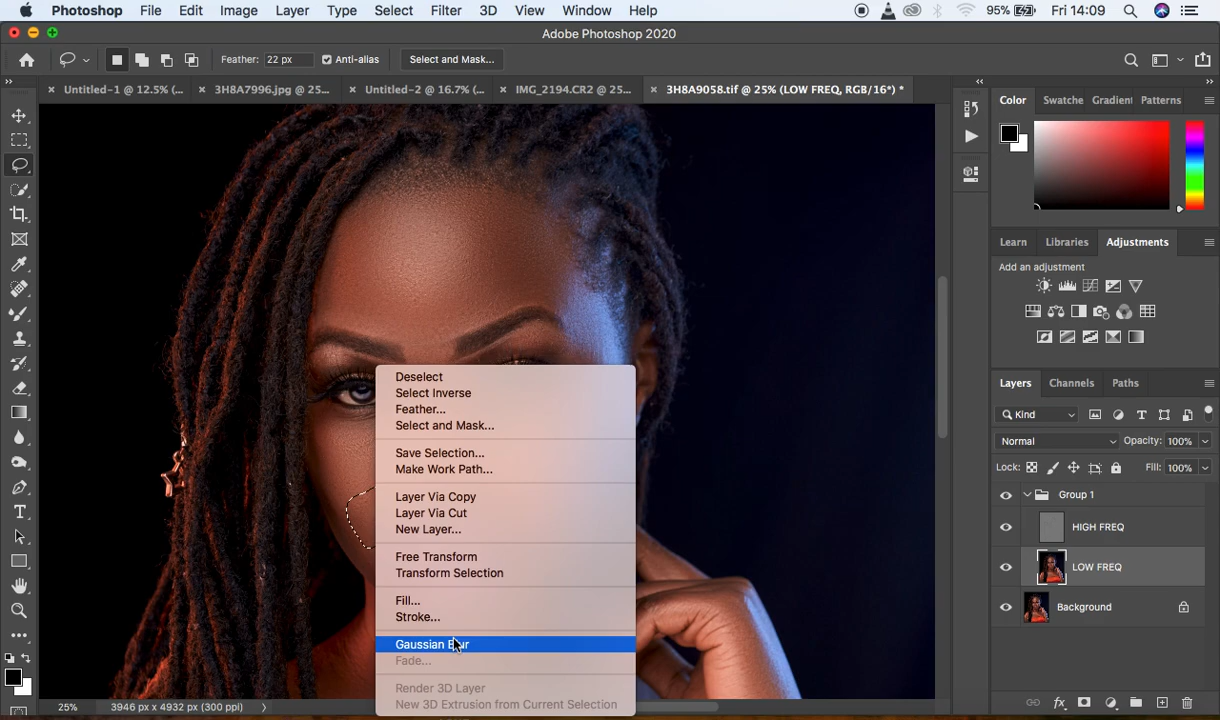 Photoshop File Edit Image Layer Type Select Filter 3D View Window Help 95% Fri 14:09
Adobe Photoshop 2020
Feather: 22 px Anti-alias Select and Mask...
Untitled-1 @ 12.5% (... 3H8A7996.jpg @ 25... Untitled-2 @ 16.7% (... IMG_2194.CR2 @ 25... 3H8A9058.tif @ 25% (LOW FREQ, RGB/16*) *
Color Swatche Gradient Patterns
Learn Libraries Adjustments
Add an adjustment
Deselect
Select Inverse
Feather...
Select and Mask...
Save Selection...
Make Work Path...
Layer Via Copy
Layer Via Cut
New Layer...
Free Transform
Transform Selection
Fill...
Stroke...
Gaussian Blur
Fade...
Render 3D Layer
New 3D Extrusion from Current Selection
Layers Channels Paths
Kind
Normal Opacity: 100%
Lock: Fill: 100%
Group 1
HIGH FREQ
LOW FREQ
Background
fx
25% 3946 px x 4932 px (300 ppi)